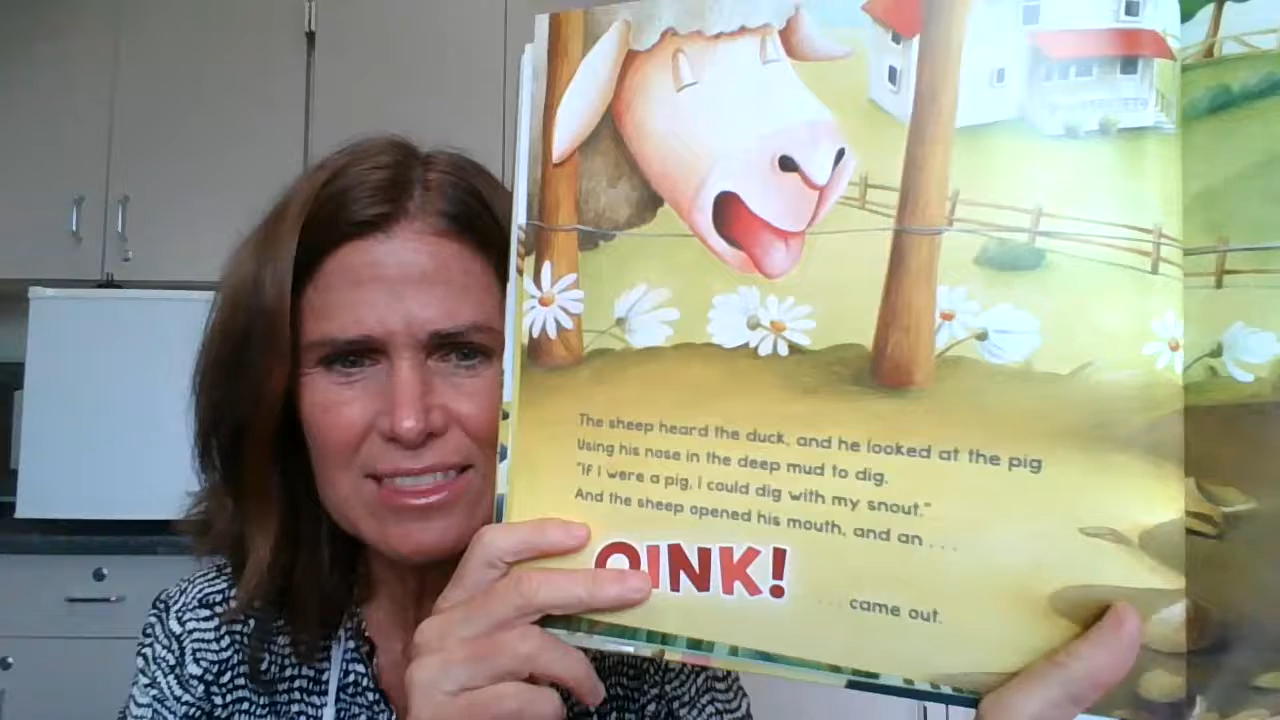 The sheep heard the duck, and he looked at the pig
Using his nose in the deep mud to dig.
"If I were a pig, I could dig with my snout."
And the sheep opened his mouth, and an . . .
OINK!
. . . came out.